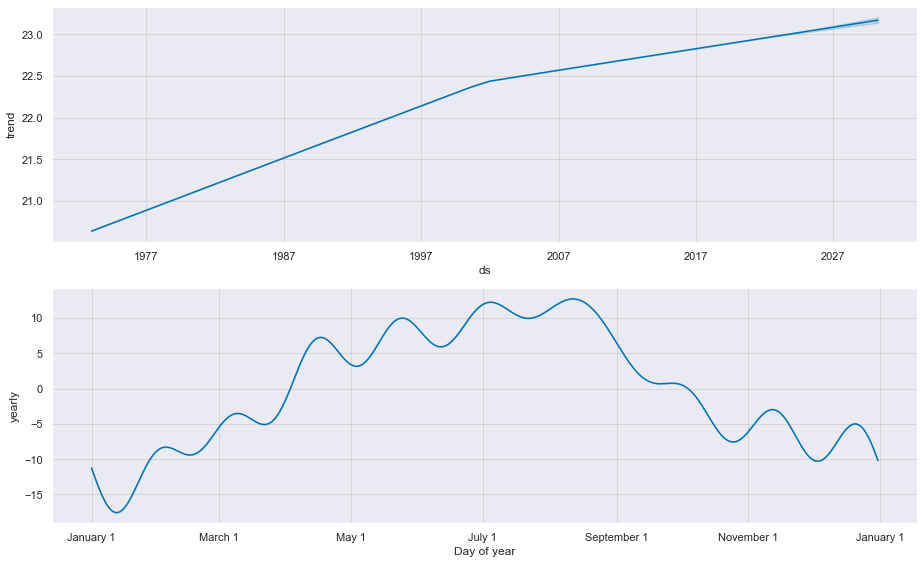 23.0
22.5
22.0
21.5
21.0
trend
1977 1987 1997 2007 2017 2027
ds
10
5
0
−5
−10
−15
yearly
January 1 March 1 May 1 July 1 September 1 November 1 January 1
Day of year